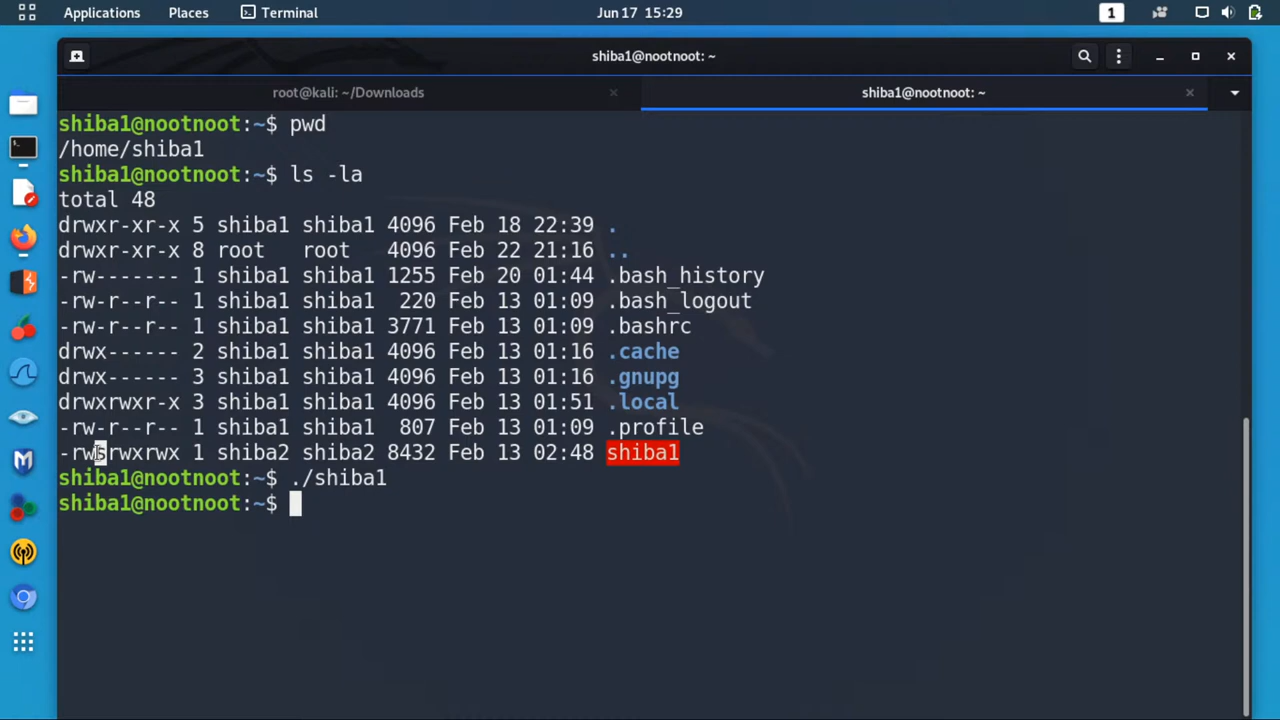 Applications Places Terminal Jun 17 15:29 1
shiba1@nootnoot: ~
root@kali: ~/Downloads shiba1@nootnoot: ~
shiba1@nootnoot:~$ pwd
/home/shiba1
shiba1@nootnoot:~$ ls -la
total 48
drwxr-xr-x 5 shiba1 shiba1 4096 Feb 18 22:39 .
drwxr-xr-x 8 root   root   4096 Feb 22 21:16 ..
-rw------- 1 shiba1 shiba1 1255 Feb 20 01:44 .bash_history
-rw-r--r-- 1 shiba1 shiba1  220 Feb 13 01:09 .bash_logout
-rw-r--r-- 1 shiba1 shiba1 3771 Feb 13 01:09 .bashrc
drwx------ 2 shiba1 shiba1 4096 Feb 13 01:16 .cache
drwx------ 3 shiba1 shiba1 4096 Feb 13 01:16 .gnupg
drwxrwxr-x 3 shiba1 shiba1 4096 Feb 13 01:51 .local
-rw-r--r-- 1 shiba1 shiba1  807 Feb 13 01:09 .profile
-rwsrwxrwx 1 shiba2 shiba2 8432 Feb 13 02:48 shiba1
shiba1@nootnoot:~$ ./shiba1
shiba1@nootnoot:~$